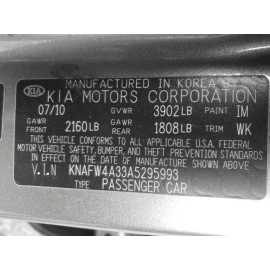 MANUFACTURED IN KOREA BY
KIA KIA MOTORS CORPORATION
07/10 GVWR 3902LB PAINT IM
GAWR FRONT 2160LB GAWR REAR 1808LB TRIM WK
THIS VEHICLE CONFORMS TO ALL APPLICABLE U.S.A. FEDERAL
MOTOR VEHICLE SAFETY, BUMPER, AND THEFT PREVENTION STANDARDS
IN EFFECT ON THE DATE OF MANUFACTURE SHOWN ABOVE.
V.I.N KNAFW4A33A5295993
TYPE PASSENGER CAR